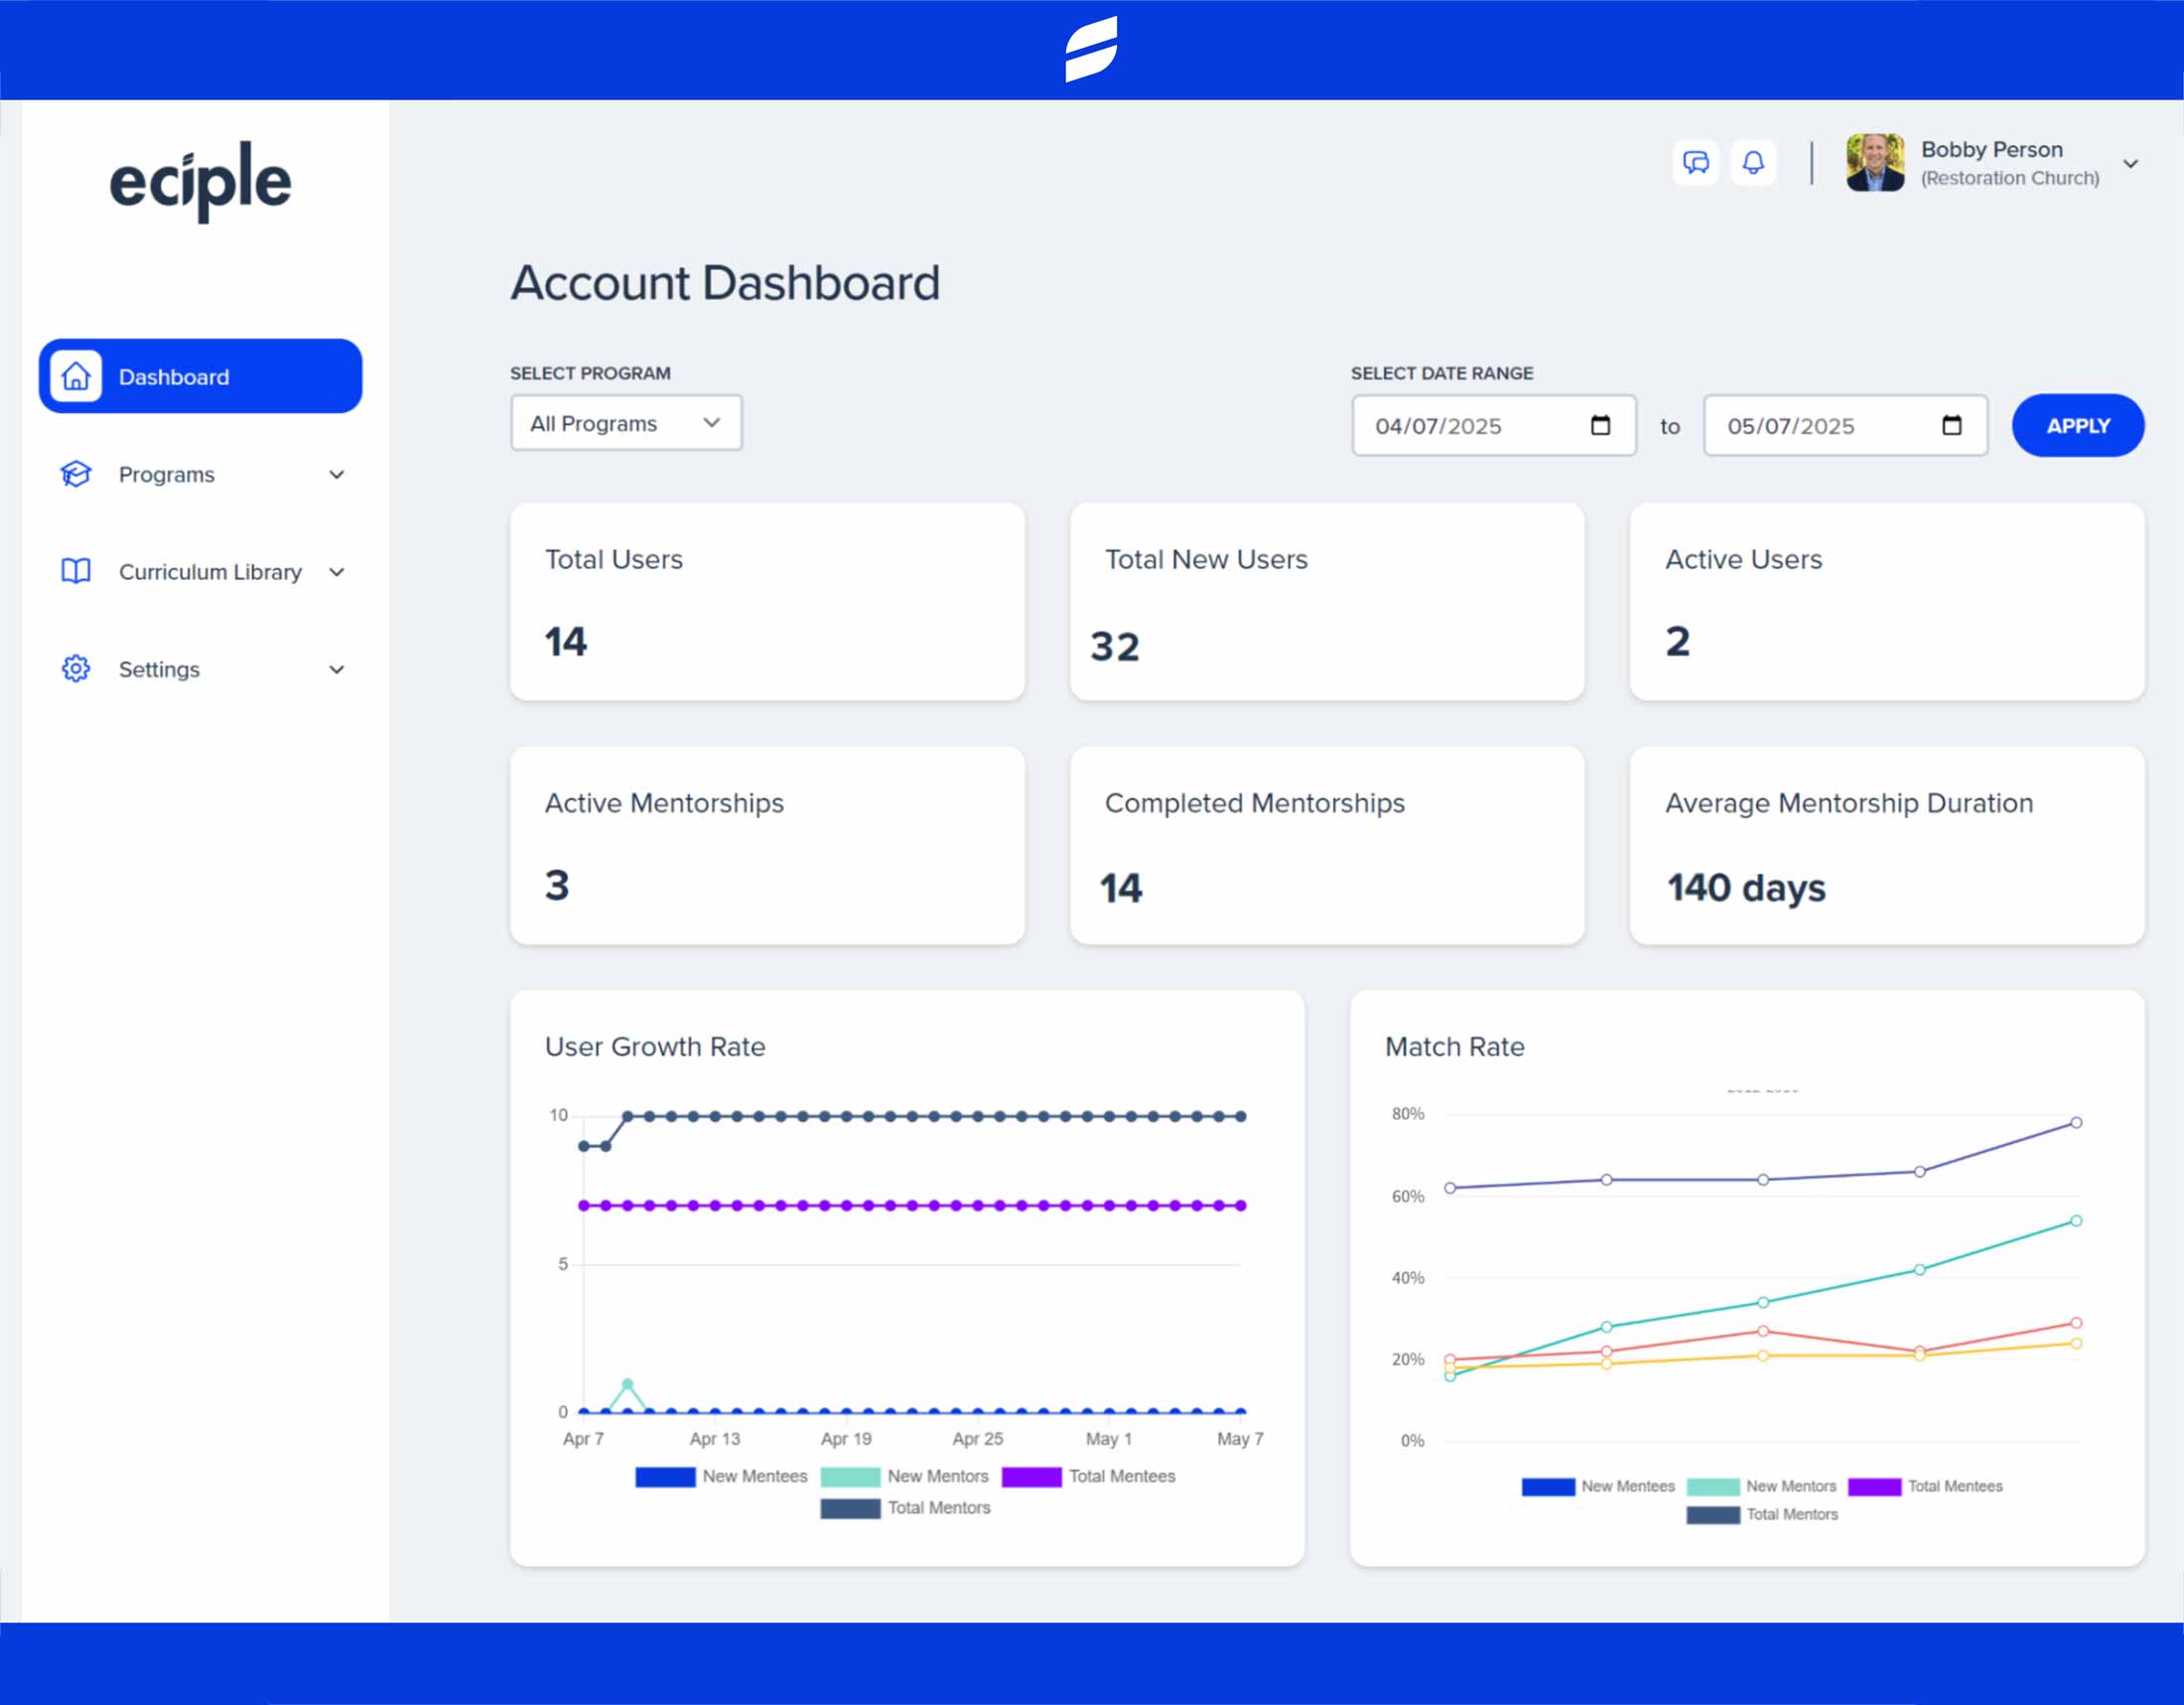 eciple
Bobby Person
(Restoration Church)
Account Dashboard
Dashboard
Programs
Curriculum Library
Settings
SELECT PROGRAM
All Programs
SELECT DATE RANGE
04/07/2025 to 05/07/2025 APPLY
Total Users
14
Total New Users
32
Active Users
2
Active Mentorships
3
Completed Mentorships
14
Average Mentorship Duration
140 days
User Growth Rate
10
5
0
Apr 7 Apr 13 Apr 19 Apr 25 May 1 May 7
New Mentees New Mentors Total Mentees
Total Mentors
Match Rate
80%
60%
40%
20%
0%
New Mentees New Mentors Total Mentees
Total Mentors